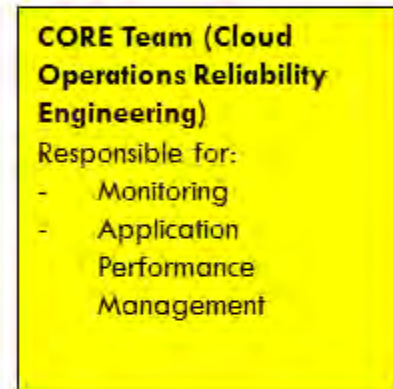 CORE Team (Cloud
Operations Reliability
Engineering)
Responsible for:
- Monitoring
- Application
Performance
Management